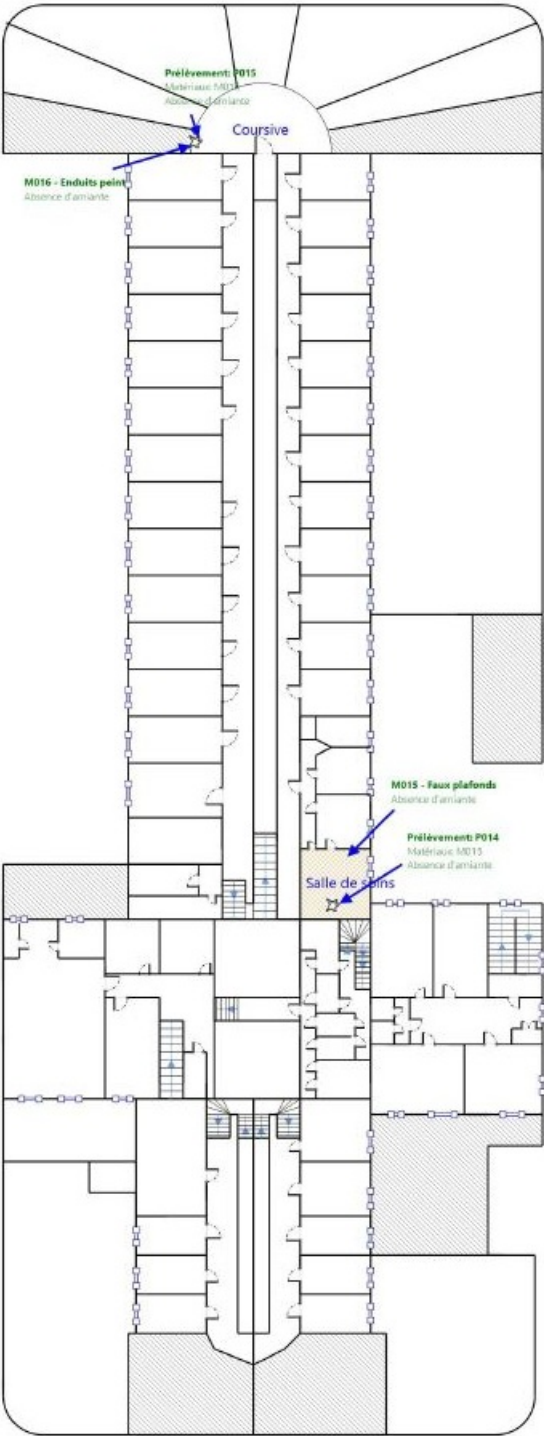 Prélèvement: P015
Matériaux: M016
Absence d'amiante
Coursive
M016 - Enduits peint
Absence d'amiante
M015 - Faux plafonds
Absence d'amiante
Prélèvement: P014
Matériaux: M015
Absence d'amiante
Salle de soins